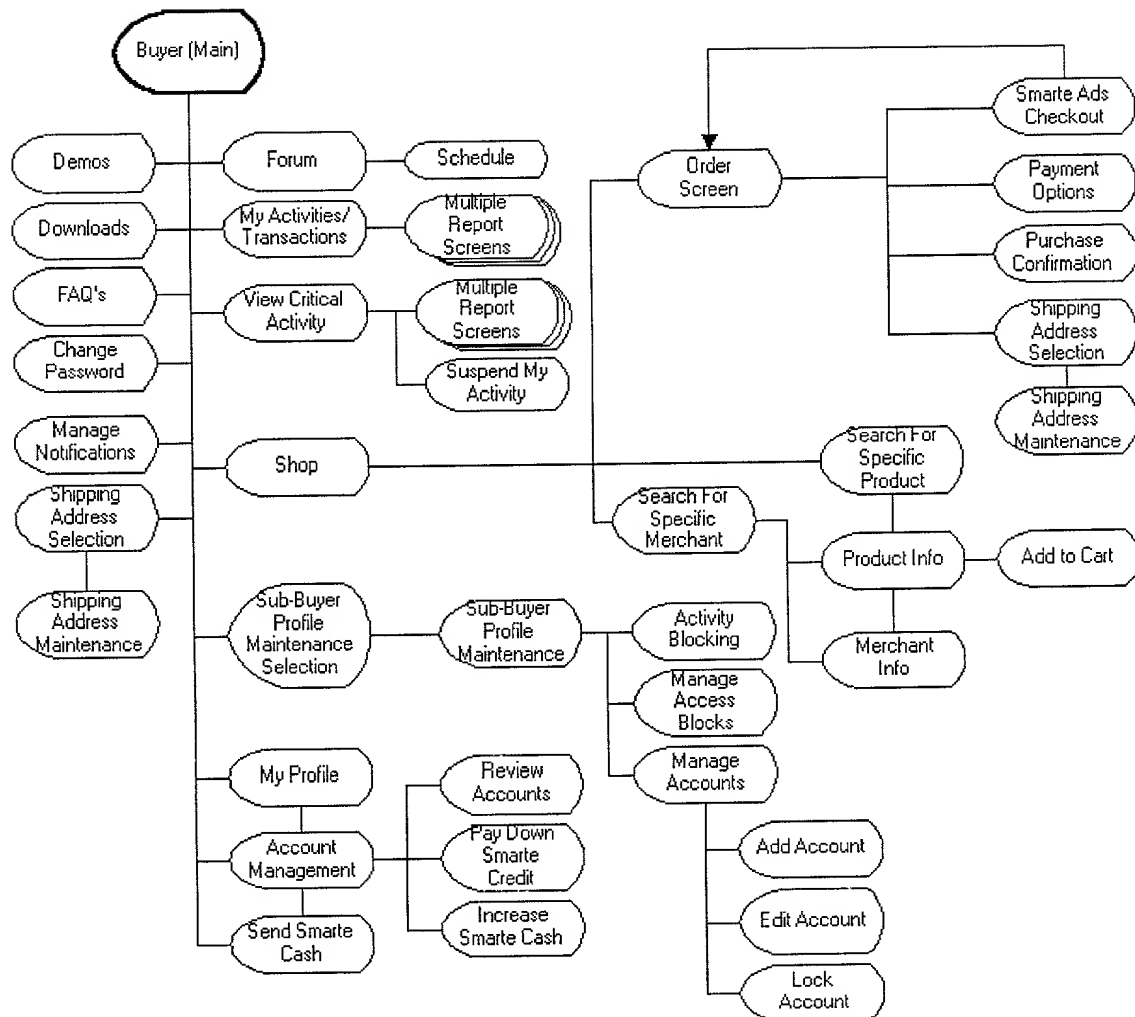 Buyer (Main)
Demos
Forum
Schedule
Downloads
My Activities/
Transactions
Multiple
Report
Screens
FAQ's
View Critical
Activity
Multiple
Report
Screens
Suspend My
Activity
Change
Password
Manage
Notifications
Shop
Shipping
Address
Selection
Shipping
Address
Maintenance
Order
Screen
Smarte Ads
Checkout
Payment
Options
Purchase
Confirmation
Shipping
Address
Selection
Shipping
Address
Maintenance
Search For
Specific
Product
Search For
Specific
Merchant
Product Info
Add to Cart
Merchant
Info
Sub-Buyer
Profile
Maintenance
Selection
Sub-Buyer
Profile
Maintenance
Activity
Blocking
Manage
Access
Blocks
Manage
Accounts
Add Account
Edit Account
Lock
Account
My Profile
Account
Management
Send Smarte
Cash
Review
Accounts
Pay Down
Smarte
Credit
Increase
Smarte Cash